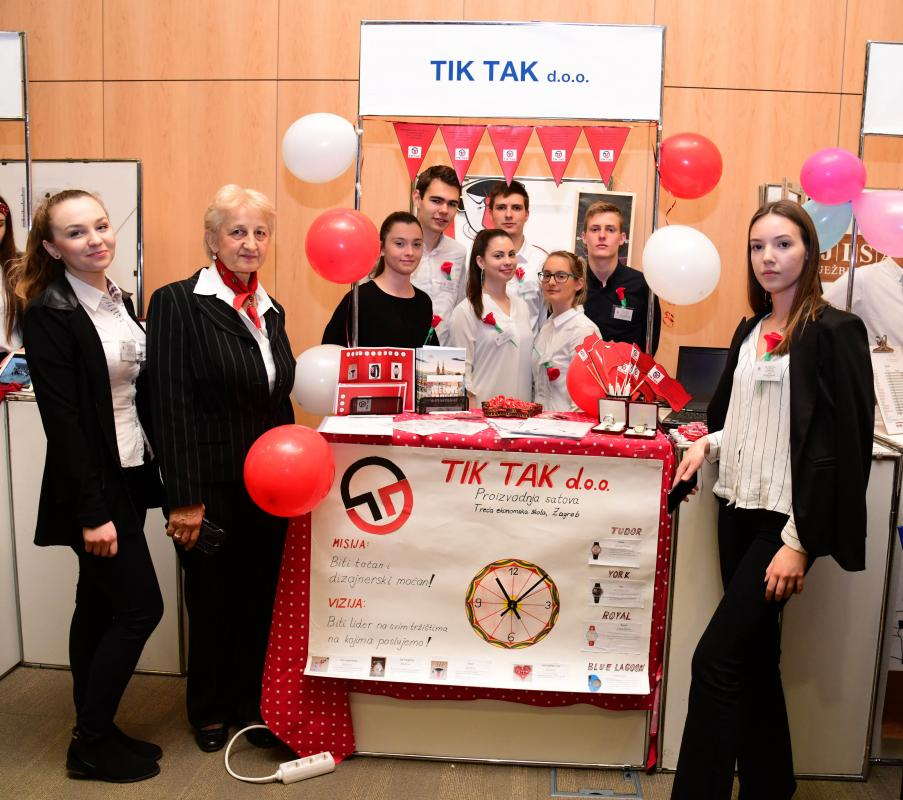 TIK TAK d.o.o.
TIK TAK d.o.o.
Proizvodnja satova
Treća ekonomska škola, Zagreb
MISIJA:
Biti točan i
dizajnerski moćan!
VIZIJA:
Biti lider na svim tržištima
na kojima poslujemo!
12
3
6
9
TUDOR
YORK
ROYAL
BLUE LAGOON